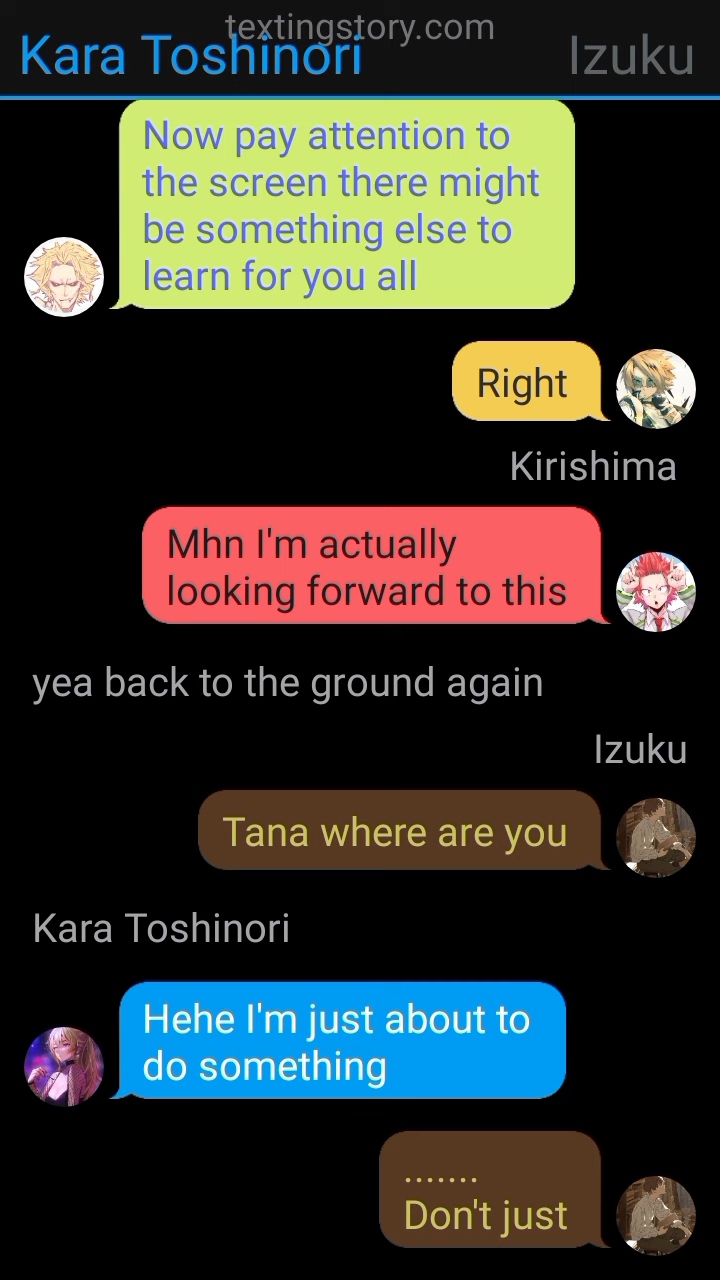 textingstory.com
Kara Toshinori Izuku
Now pay attention to
the screen there might
be something else to
learn for you all
Right
Kirishima
Mhn I'm actually
looking forward to this
yea back to the ground again
Izuku
Tana where are you
Kara Toshinori
Hehe I'm just about to
do something
.......
Don't just